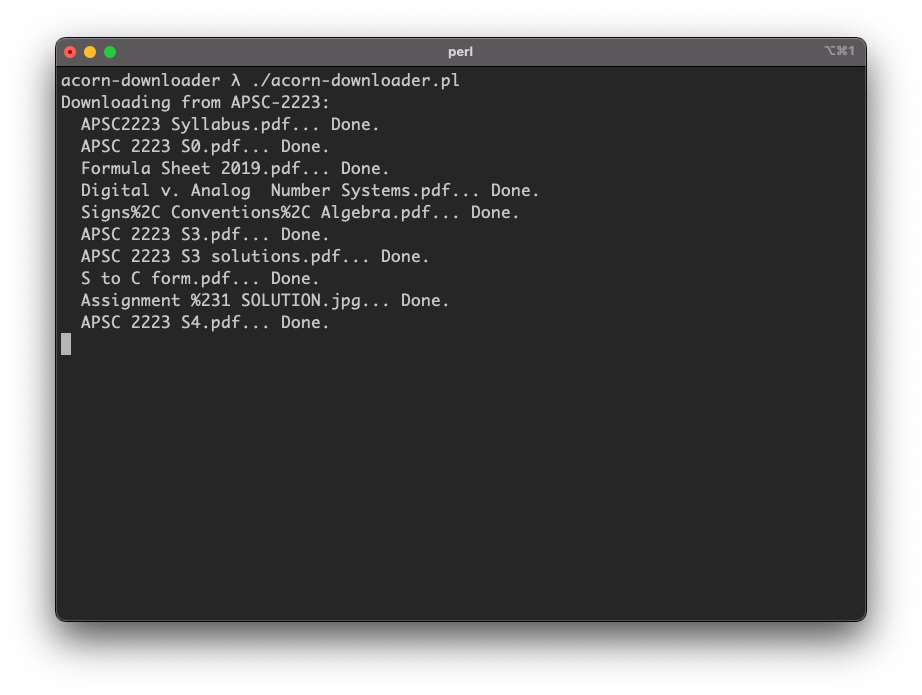 perl ⌥⌘1
acorn-downloader λ ./acorn-downloader.pl
Downloading from APSC-2223:
  APSC2223 Syllabus.pdf... Done.
  APSC 2223 S0.pdf... Done.
  Formula Sheet 2019.pdf... Done.
  Digital v. Analog  Number Systems.pdf... Done.
  Signs%2C Conventions%2C Algebra.pdf... Done.
  APSC 2223 S3.pdf... Done.
  APSC 2223 S3 solutions.pdf... Done.
  S to C form.pdf... Done.
  Assignment %231 SOLUTION.jpg... Done.
  APSC 2223 S4.pdf... Done.